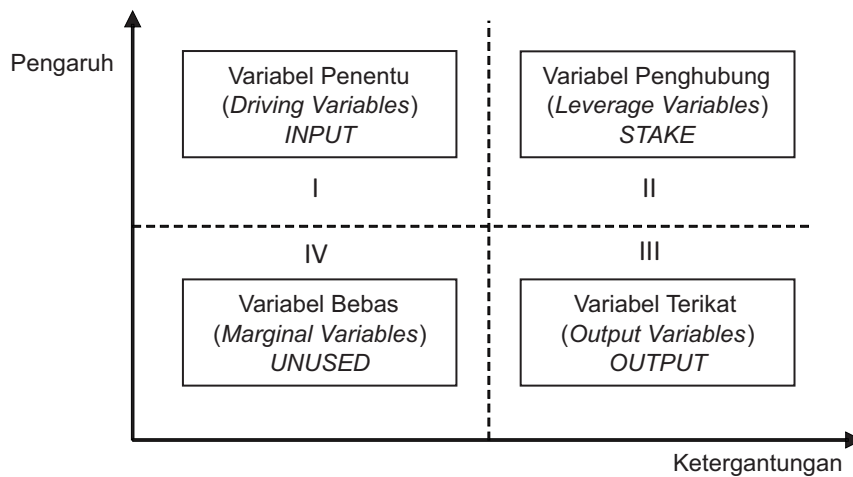 Pengaruh
Variabel Penentu
(Driving Variables)
INPUT
I
Variabel Penghubung
(Leverage Variables)
STAKE
II
IV
Variabel Bebas
(Marginal Variables)
UNUSED
III
Variabel Terikat
(Output Variables)
OUTPUT
Ketergantungan